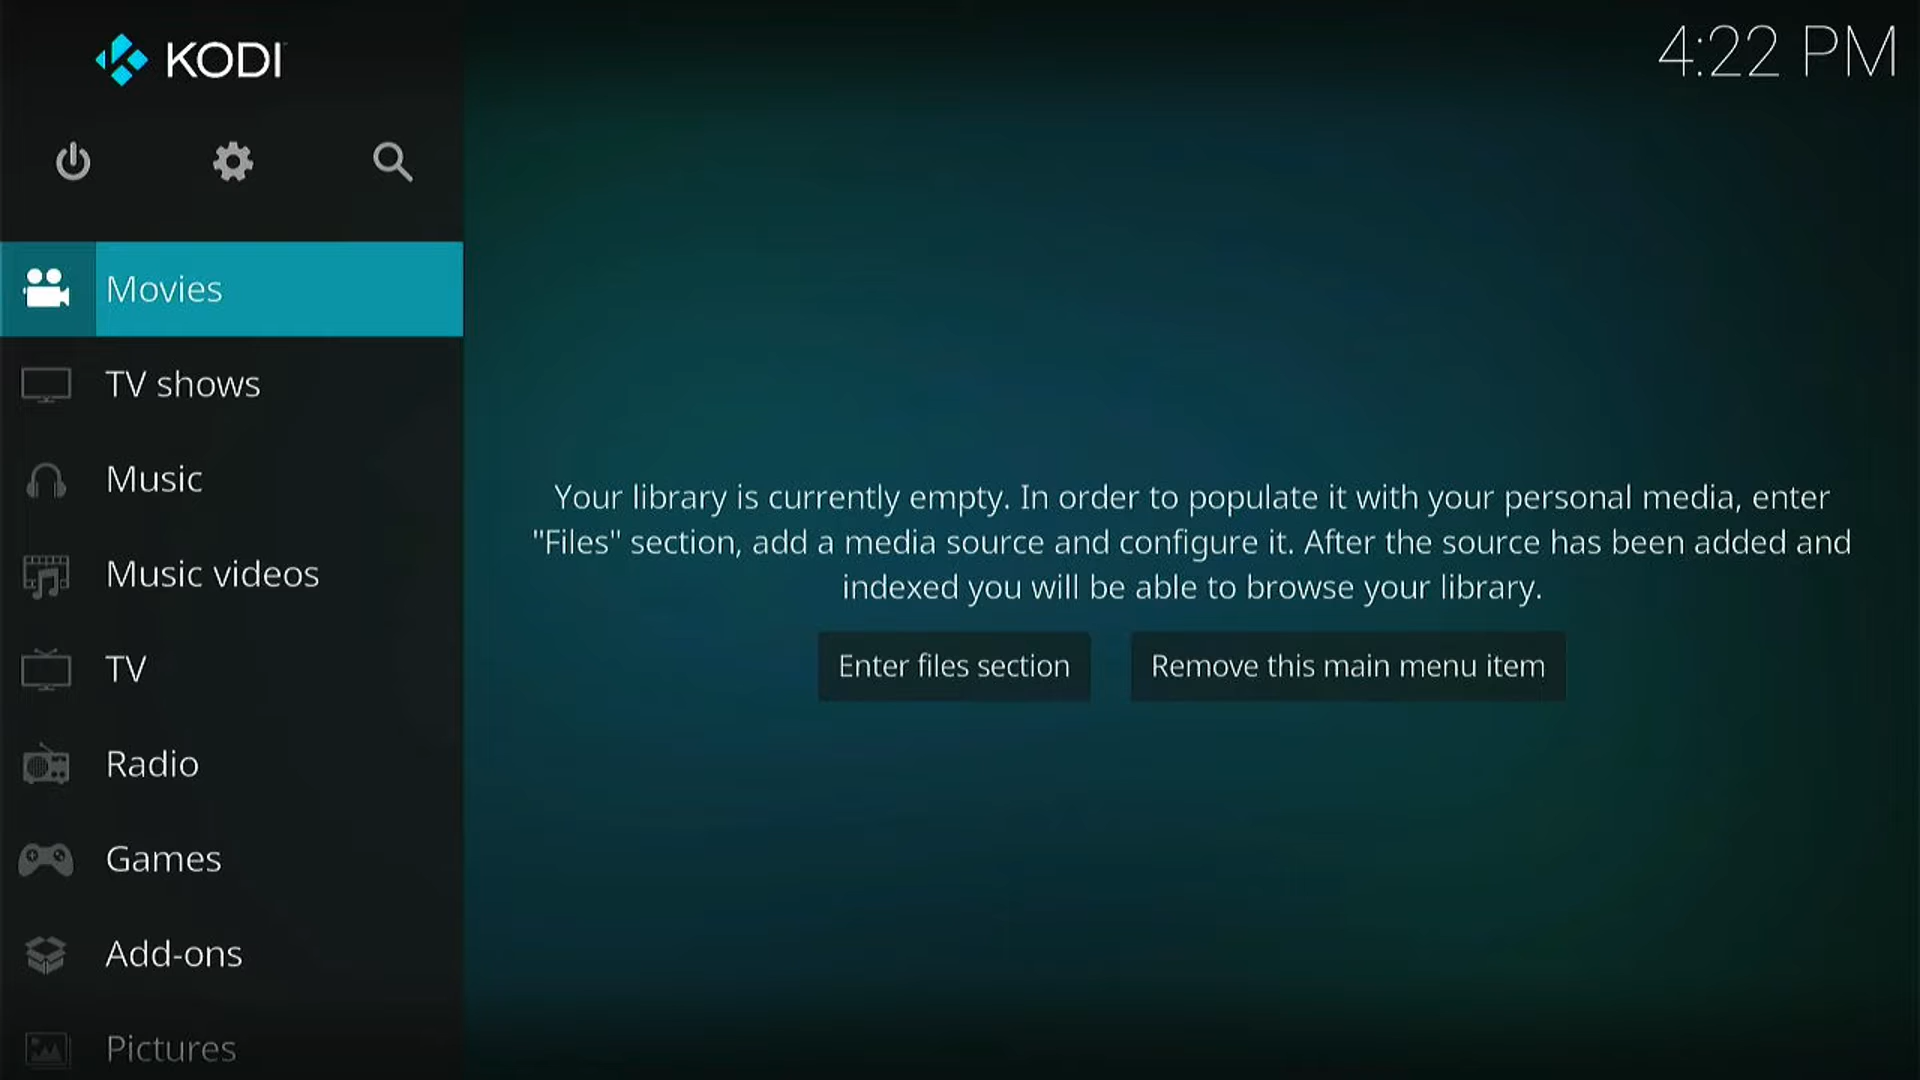 KODI
4:22 PM
Movies
TV shows
Music
Music videos
TV
Radio
Games
Add-ons
Pictures
Your library is currently empty. In order to populate it with your personal media, enter
"Files" section, add a media source and configure it. After the source has been added and
indexed you will be able to browse your library.
Enter files section
Remove this main menu item